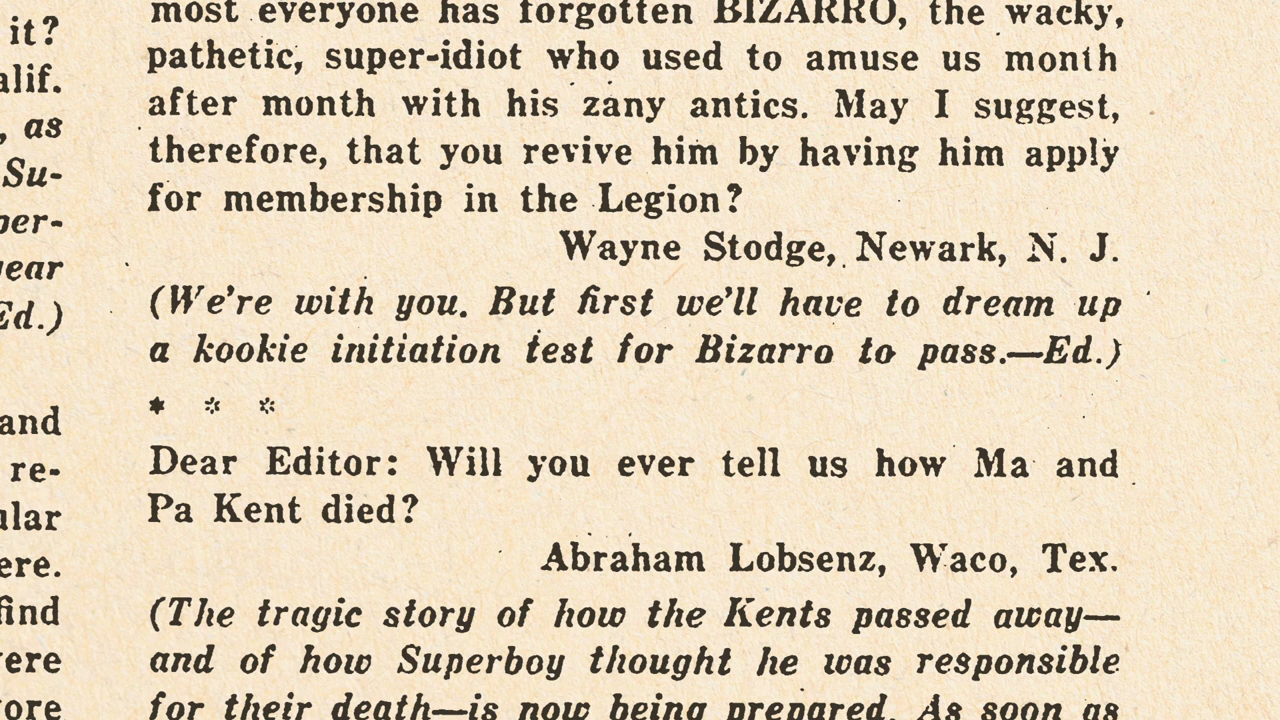 it?
alif.
, as
Su-
per-
year
Ed.)
and
re-
ular
ere.
find
ere
ore
most everyone has forgotten BIZARRO, the wacky,
pathetic, super-idiot who used to amuse us month
after month with his zany antics. May I suggest,
therefore, that you revive him by having him apply
for membership in the Legion?
Wayne Stodge, Newark, N. J.
(We're with you. But first we'll have to dream up
a kookie initiation test for Bizarro to pass.—Ed.)
* * *
Dear Editor: Will you ever tell us how Ma and
Pa Kent died?
Abraham Lobsenz, Waco, Tex.
(The tragic story of how the Kents passed away—
and of how Superboy thought he was responsible
for their death—is now being prepared. As soon as